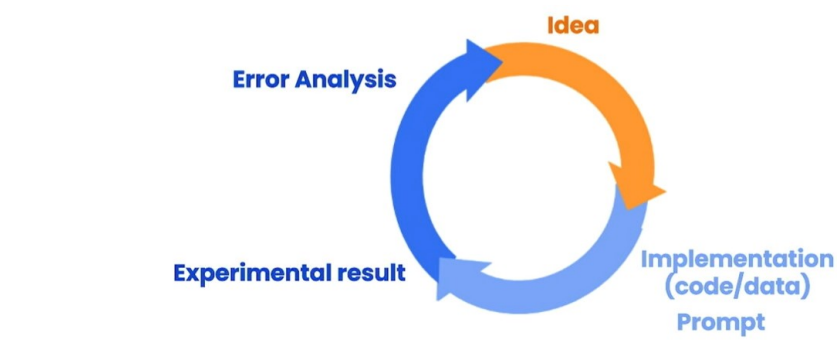 Idea
Error Analysis
Implementation
(code/data)
Experimental result
Prompt